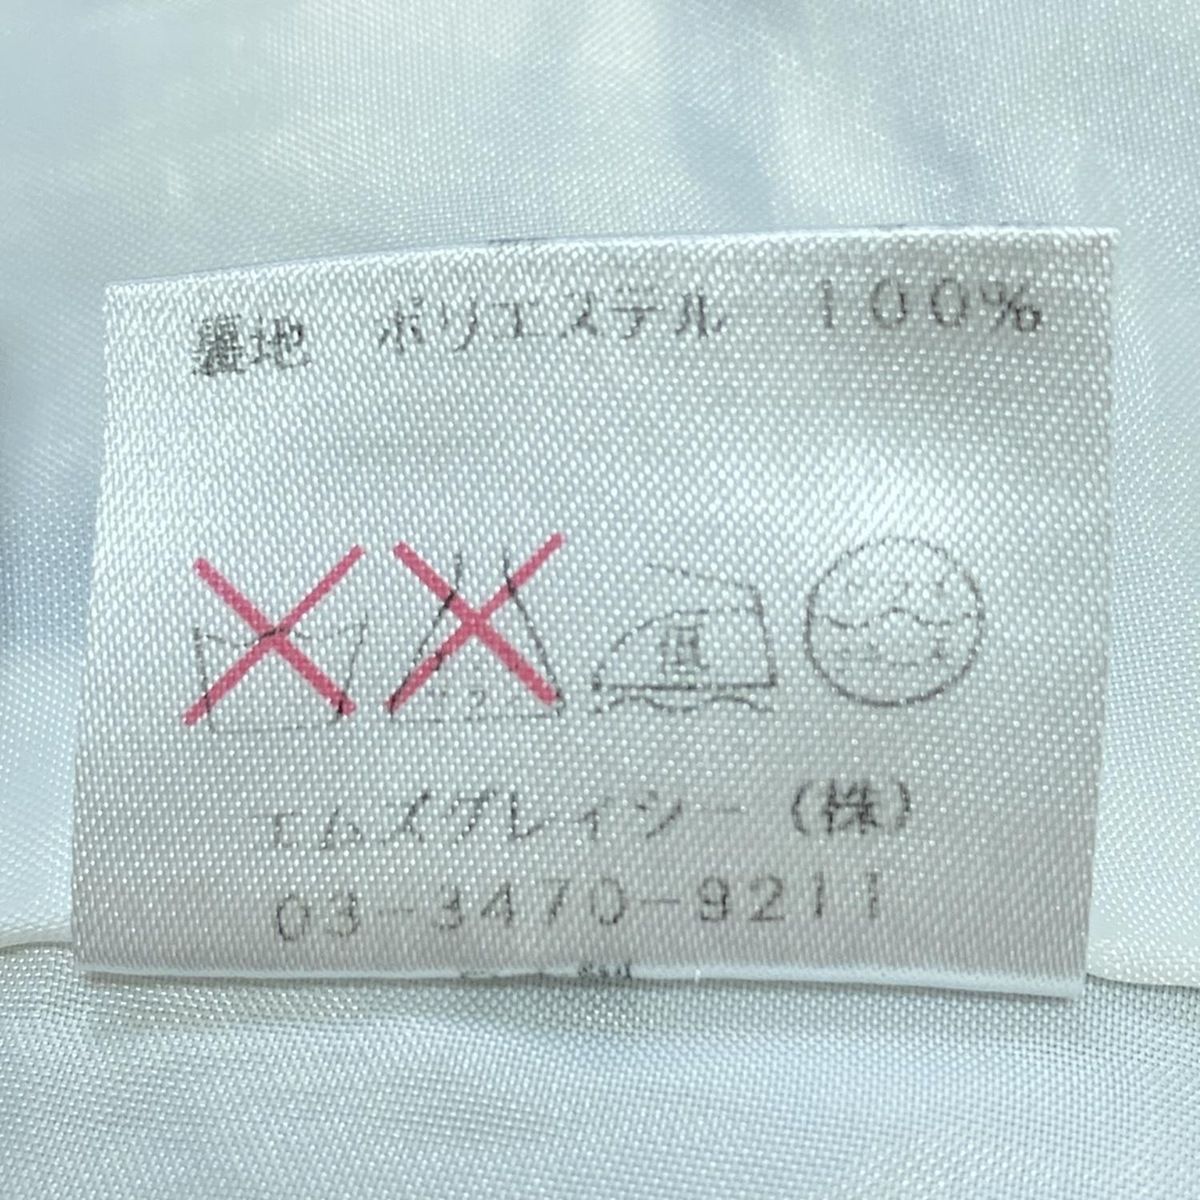 裏地 ポリエステル 100%
低
エムズグレイシー(株)
03-3470-9211